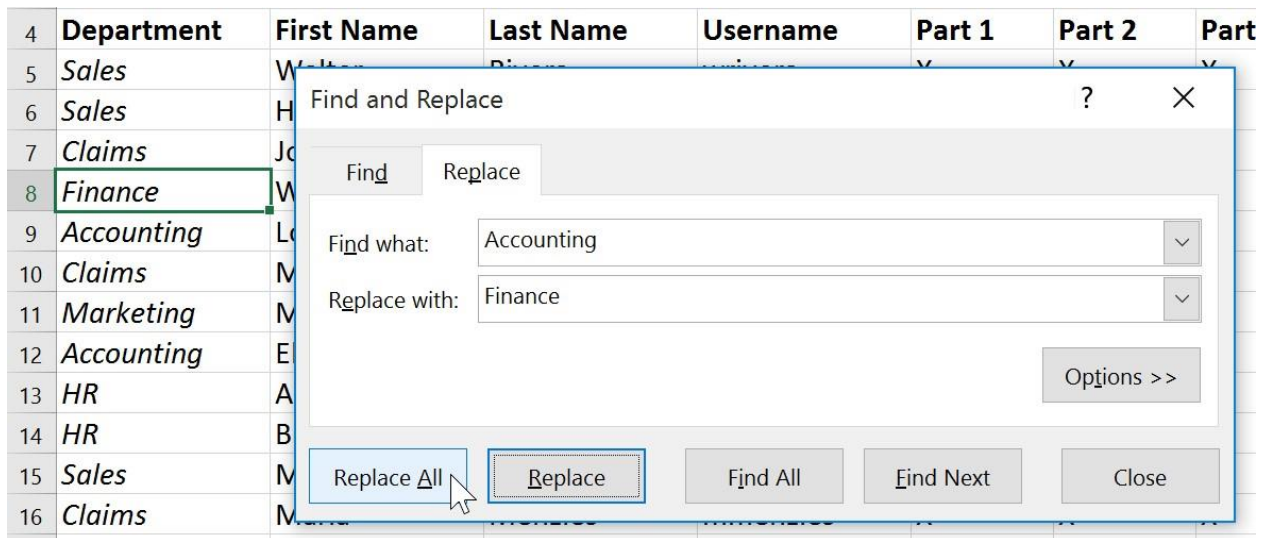 4 Department First Name Last Name Username Part 1 Part 2 Part
5 Sales
6 Sales
7 Claims
8 Finance
9 Accounting
10 Claims
11 Marketing
12 Accounting
13 HR
14 HR
15 Sales
16 Claims
Find and Replace ? X
Find Replace
Find what: Accounting
Replace with: Finance
Options >>
Replace All Replace Find All Find Next Close